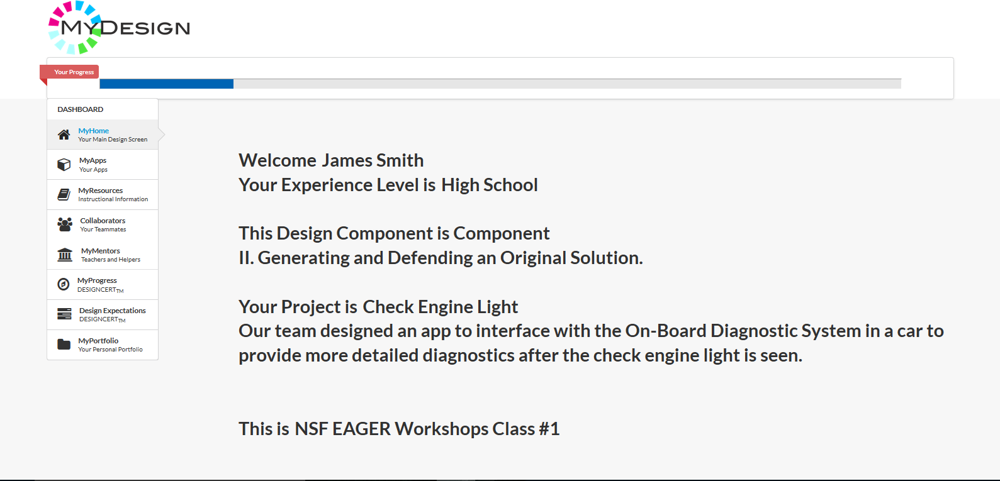 MYDESIGN
Your Progress
DASHBOARD
MyHome
Your Main Design Screen
MyApps
Your Apps
MyResources
Instructional Information
Collaborators
Your Teammates
MyMentors
Teachers and Helpers
MyProgress
DESIGNCERTTM
Design Expectations
DESIGNCERTTM
MyPortfolio
Your Personal Portfolio
Welcome James Smith
Your Experience Level is High School
This Design Component is Component
II. Generating and Defending an Original Solution.
Your Project is Check Engine Light
Our team designed an app to interface with the On-Board Diagnostic System in a car to
provide more detailed diagnostics after the check engine light is seen.
This is NSF EAGER Workshops Class #1